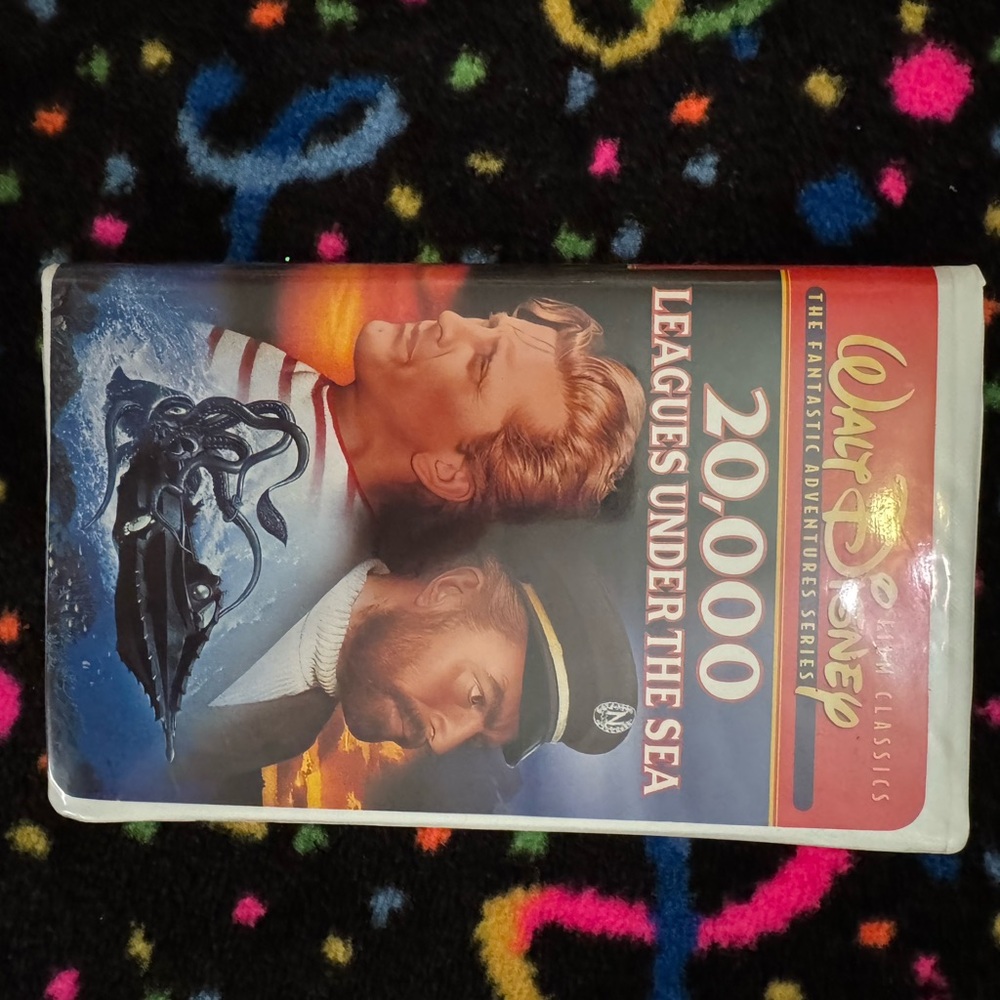 WALT DISNEY
FILM CLASSICS
THE FANTASTIC ADVENTURES SERIES
20,000
LEAGUES UNDER THE SEA
N